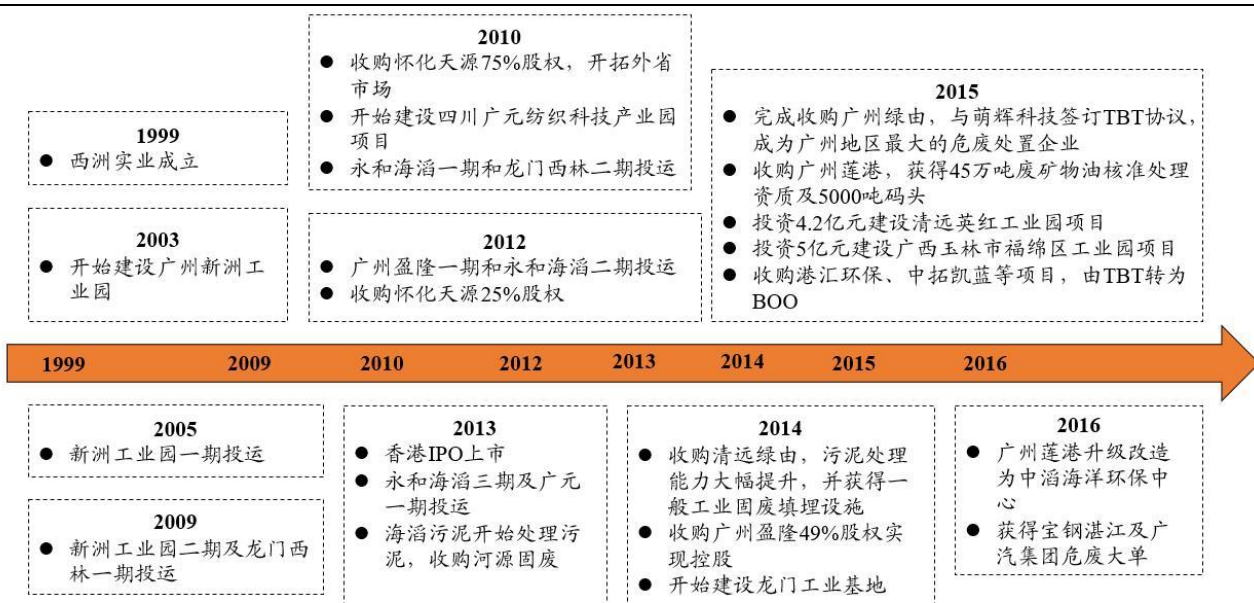 1999
● 西洲实业成立
2003
● 开始建设广州新洲工
业园
2010
● 收购怀化天源75%股权，开拓外省
市场
● 开始建设四川广元纺织科技产业园
项目
● 永和海滔一期和龙门西林二期投运
2012
● 广州盈隆一期和永和海滔二期投运
● 收购怀化天源25%股权
2015
● 完成收购广州绿由，与萌辉科技签订TBT协议，
成为广州地区最大的危废处置企业
● 收购广州莲港，获得45万吨废矿物油核准处理
资质及5000吨码头
● 投资4.2亿元建设清远英红工业园项目
● 投资5亿元建设广西玉林市福绵区工业园项目
● 收购港汇环保、中拓凯蓝等项目，由TBT转为
BOO
1999 2009 2010 2012 2013 2014 2015 2016
2005
● 新洲工业园一期投运
2009
● 新洲工业园二期及龙门西
林一期投运
2013
● 香港IPO上市
● 永和海滔三期及广元
一期投运
● 海滔污泥开始处理污
泥，收购河源固废
2014
● 收购清远绿由，污泥处理
能力大幅提升，并获得一
般工业固废填埋设施
● 收购广州盈隆49%股权实
现控股
● 开始建设龙门工业基地
2016
● 广州莲港升级改造
为中滔海洋环保中
心
● 获得宝钢湛江及广
汽集团危废大单